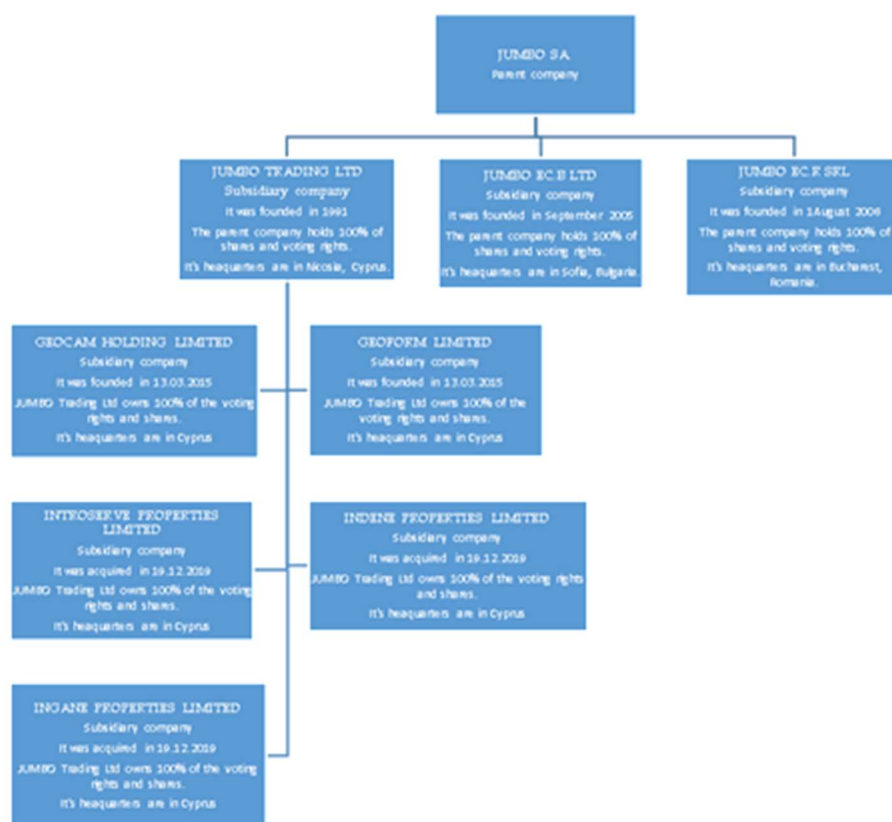 JUMBO SA
Parent company
JUMBO TRADING LTD
Subsidiary company
It was founded in 1991
The parent company holds 100% of
shares and voting rights.
It's heaquarters are in Nicosia, Cyprus.
JUMBO EC.B LTD
Subsidiary company
It was founded in September 2005
The parent company holds 100% of
shares and voting rights.
It's heaquarters are in Sofia, Bulgaria.
JUMBO EC.R SRL
Subsidiary company
It was founded in 1August 2006
The parent company holds 100% of
shares and voting rights.
It's heaquarters are in Bucharest,
Romania.
GEOCAM HOLDING LIMITED
Subsidiary company
It was founded in 13.03.2015
JUMBO Trading Ltd owns 100% of the voting
rights and shares.
It's heaquarters are in Cyprus
GEOFORM LIMITED
Subsidiary company
It was founded in 13.03.2015
JUMBO Trading Ltd owns 100% of the
voting rights and shares.
It's heaquarters are in Cyprus
INTROSERVE PROPERTIES
LIMITED
Subsidiary company
It was acquired in 19.12.2019
JUMBO Trading Ltd owns 100% of the voting
rights and shares.
It's heaquarters are in Cyprus
INDENE PROPERTIES LIMITED
Subsidiary company
It was acquired in 19.12.2019
JUMBO Trading Ltd owns 100% of the voting rights
and shares.
It's heaquarters are in Cyprus
INGANE PROPERTIES LIMITED
Subsidiary company
It was acquired in 19.12.2019
JUMBO Trading Ltd owns 100% of the voting
rights and shares.
It's heaquarters are in Cyprus